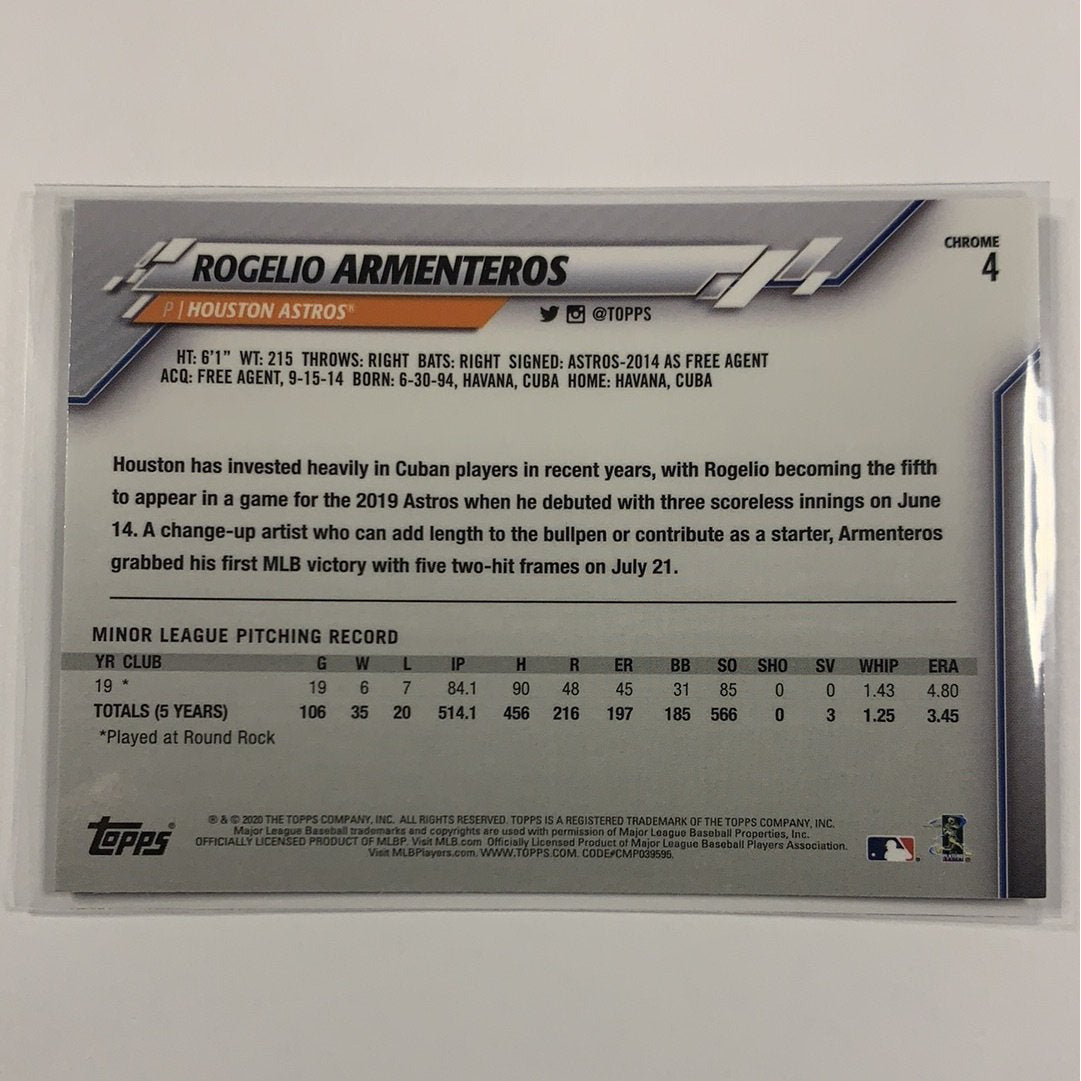 CHROME
4
ROGELIO ARMENTEROS
P | HOUSTON ASTROS®
@TOPPS
HT: 6'1" WT: 215 THROWS: RIGHT BATS: RIGHT SIGNED: ASTROS-2014 AS FREE AGENT
ACQ: FREE AGENT, 9-15-14 BORN: 6-30-94, HAVANA, CUBA HOME: HAVANA, CUBA
Houston has invested heavily in Cuban players in recent years, with Rogelio becoming the fifth
to appear in a game for the 2019 Astros when he debuted with three scoreless innings on June
14. A change-up artist who can add length to the bullpen or contribute as a starter, Armenteros
grabbed his first MLB victory with five two-hit frames on July 21.
MINOR LEAGUE PITCHING RECORD
YR CLUB G W L IP H R ER BB SO SHO SV WHIP ERA
19 * 19 6 7 84.1 90 48 45 31 85 0 0 1.43 4.80
TOTALS (5 YEARS) 106 35 20 514.1 456 216 197 185 566 0 3 1.25 3.45
*Played at Round Rock
Topps®
® & © 2020 THE TOPPS COMPANY, INC. ALL RIGHTS RESERVED. TOPPS IS A REGISTERED TRADEMARK OF THE TOPPS COMPANY, INC.
Major League Baseball trademarks and copyrights are used with permission of Major League Baseball Properties, Inc.
OFFICIALLY LICENSED PRODUCT OF MLBP. Visit MLB.com Officially Licensed Product of Major League Baseball Players Association.
Visit MLBPlayers.com. WWW.TOPPS.COM. CODE#CMP039595.